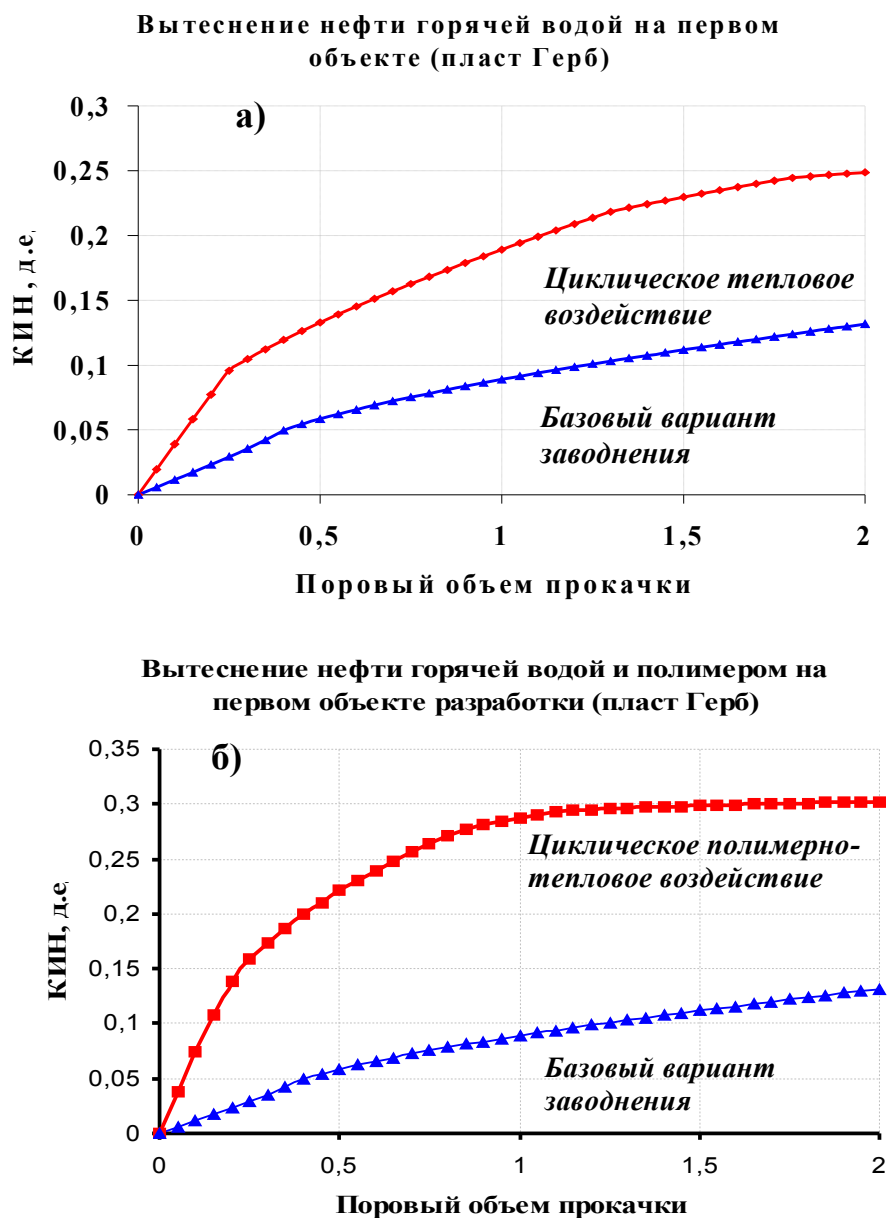 Вытеснение нефти горячей водой на первом
объекте (пласт Герб)
а)
КИН, д.е.
0,3
0,25
0,2
0,15
0,1
0,05
0
Циклическое тепловое
воздействие
Базовый вариант
заводнения
0 0,5 1 1,5 2
Поровый объем прокачки
Вытеснение нефти горячей водой и полимером на
первом объекте разработки (пласт Герб)
б)
КИН, д.е.
0,35
0,3
0,25
0,2
0,15
0,1
0,05
0
Циклическое полимерно-
тепловое воздействие
Базовый вариант
заводнения
0 0,5 1 1,5 2
Поровый объем прокачки